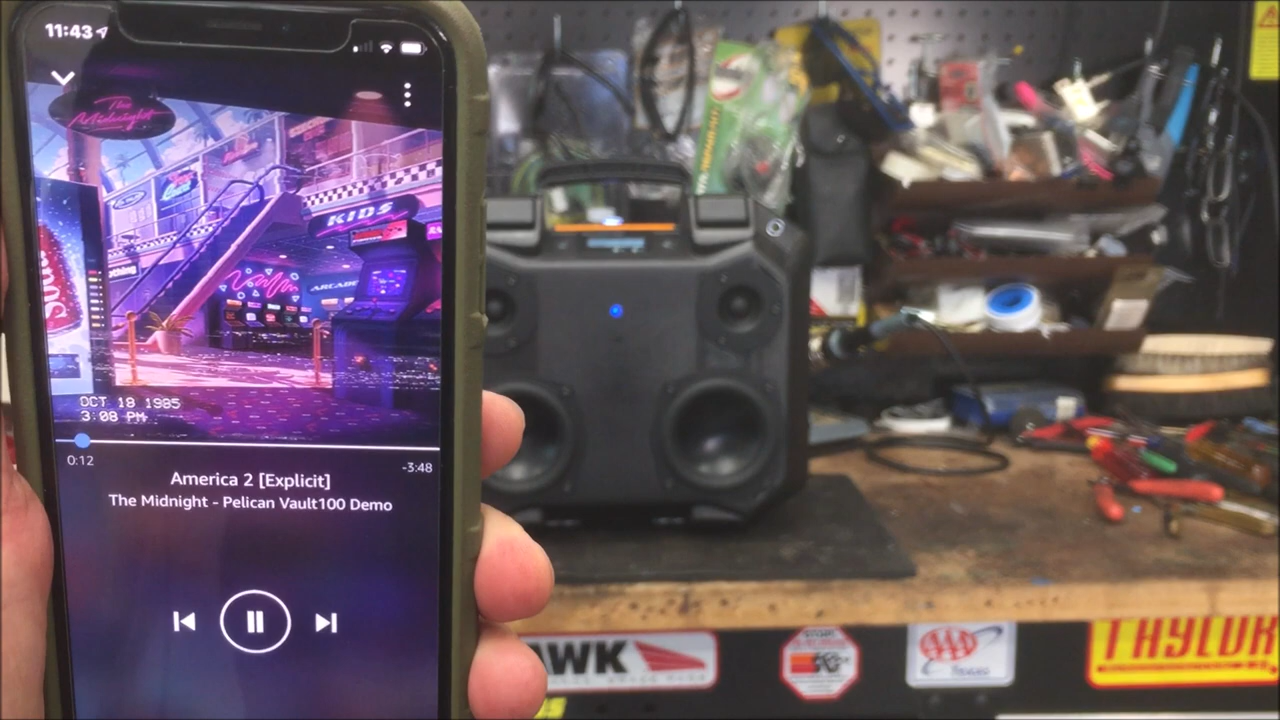 11:43
The
Midnight
KIDS
ARCADE
OCT 19 1985
3:08 PM
0:12
-3:48
America 2 [Explicit]
The Midnight - Pelican Vault100 Demo
AWK
K&N
AAA
TAYLOR